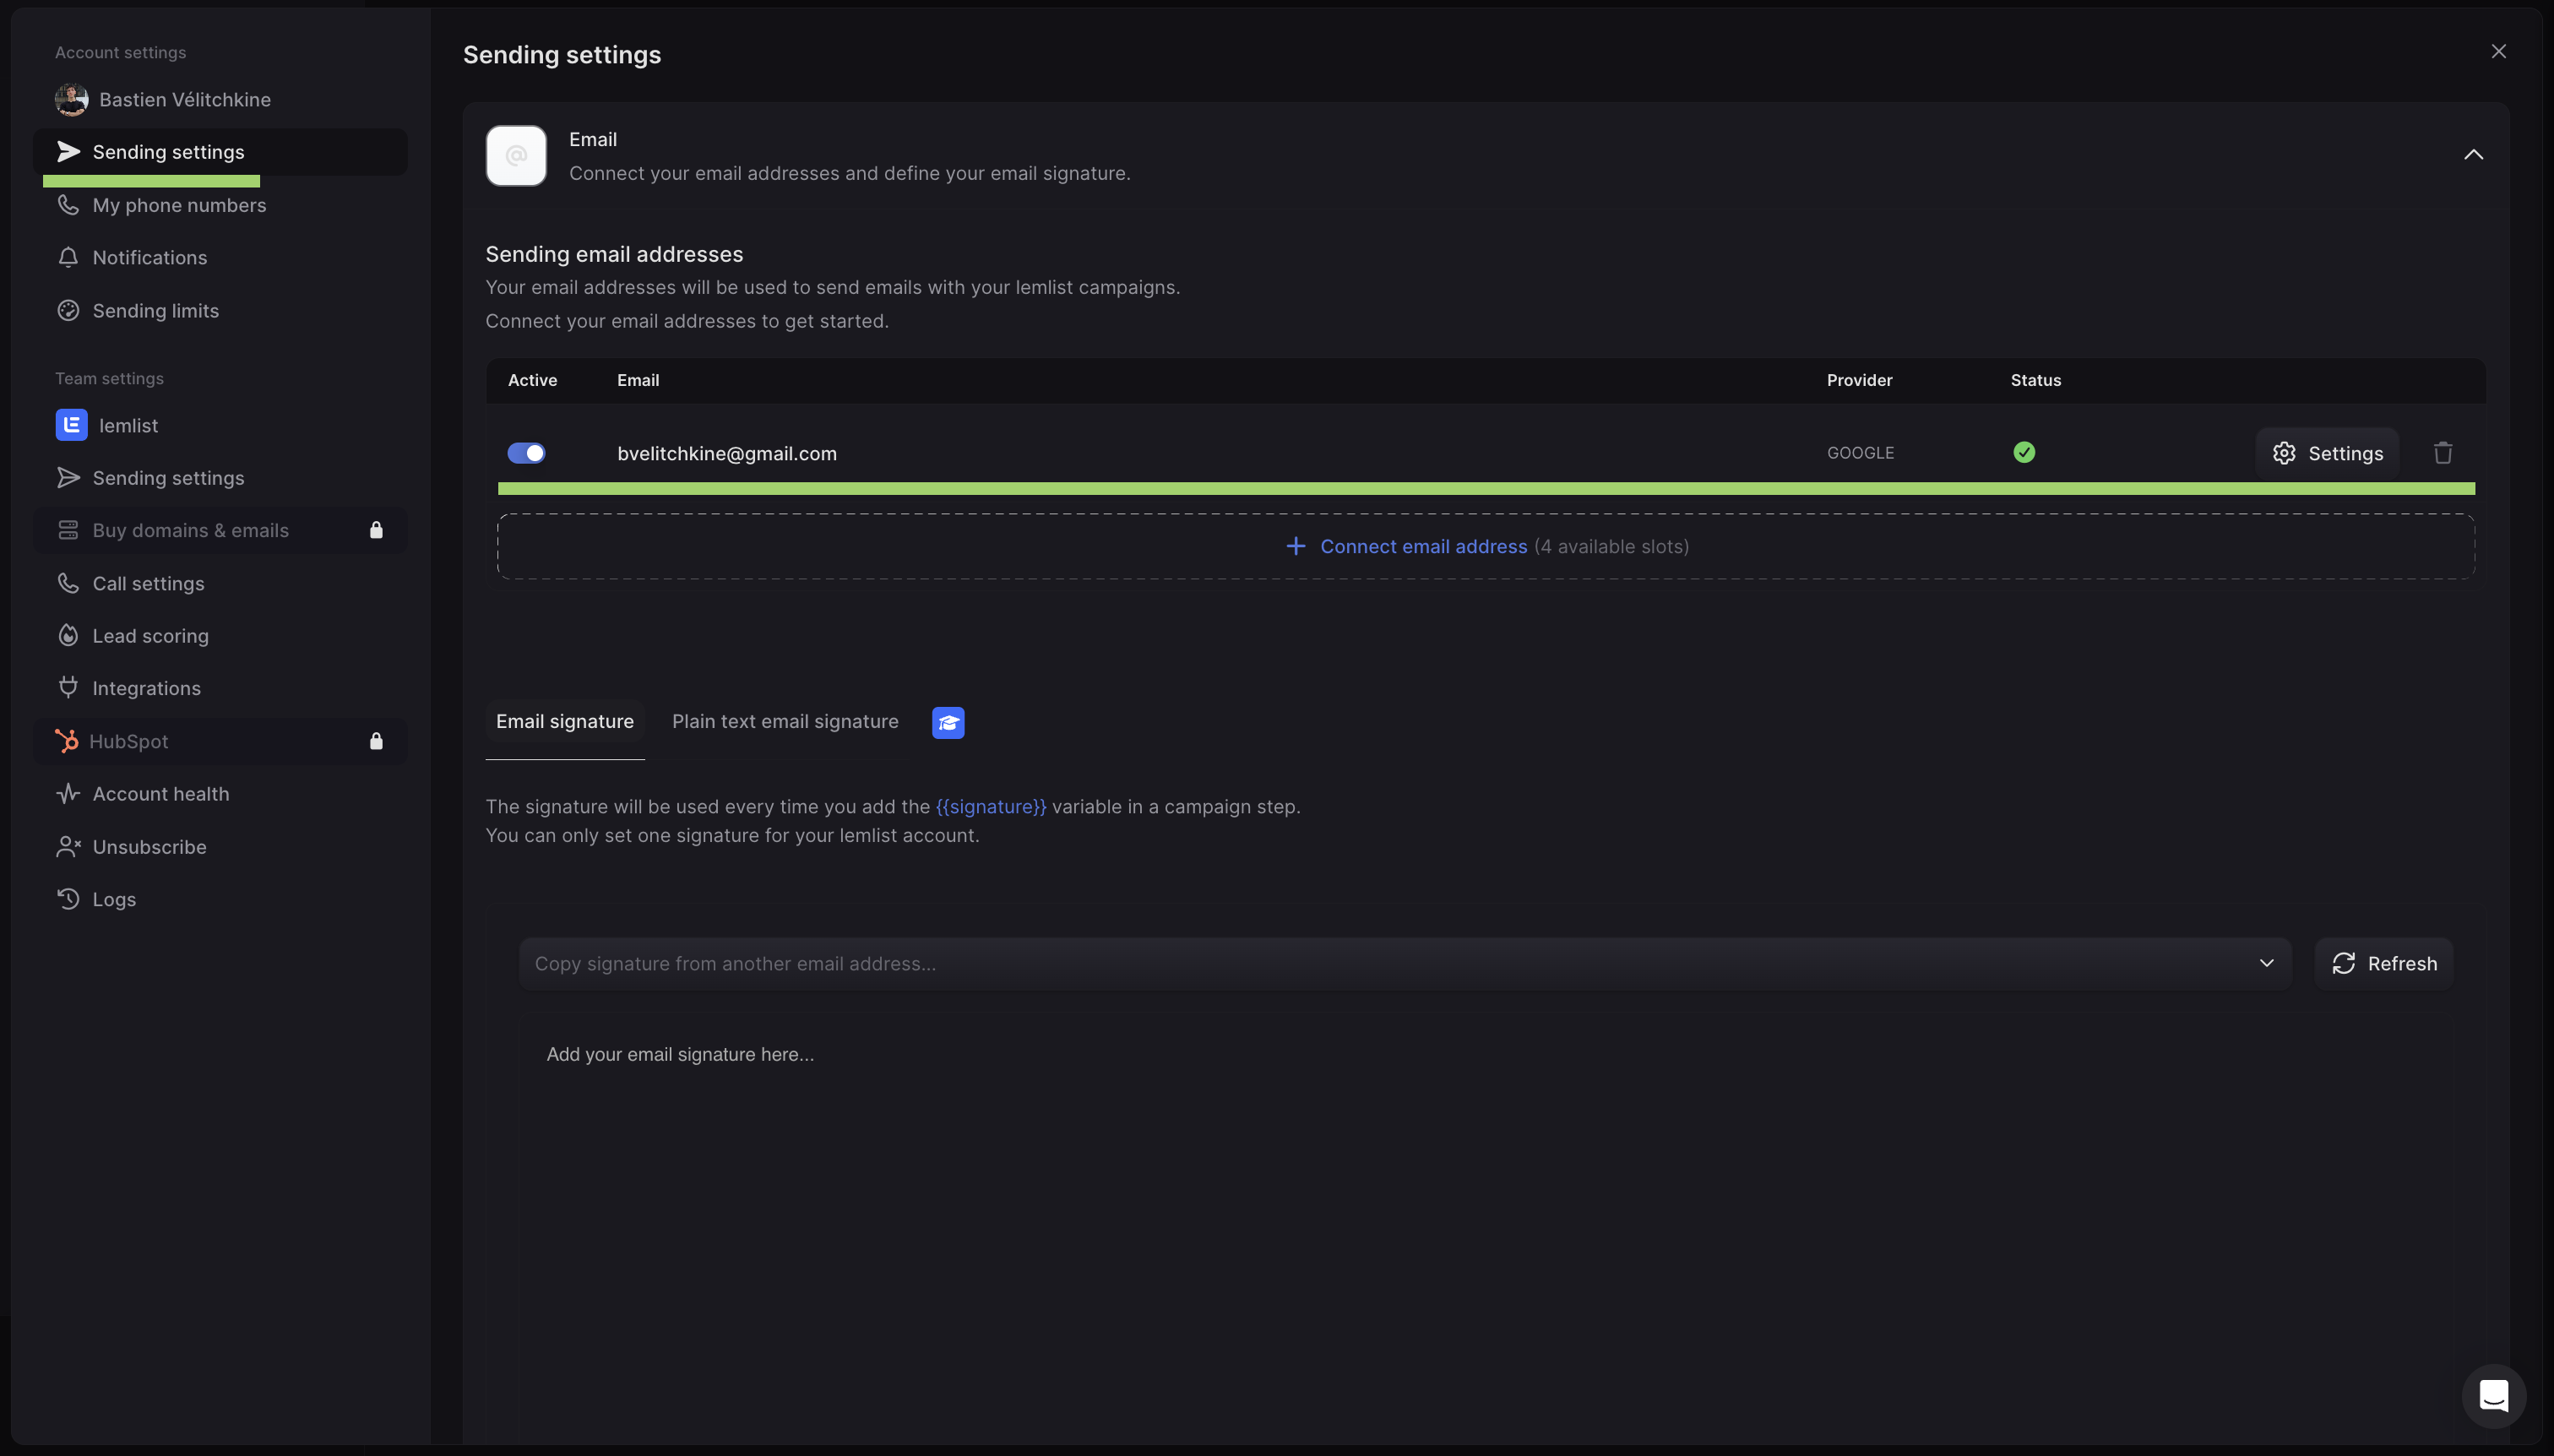 Account settings
Bastien Vélitchkine
Sending settings
My phone numbers
Notifications
Sending limits
Team settings
lemlist
Sending settings
Buy domains & emails
Call settings
Lead scoring
Integrations
HubSpot
Account health
Unsubscribe
Logs
Sending settings
@
Email
Connect your email addresses and define your email signature.
Sending email addresses
Your email addresses will be used to send emails with your lemlist campaigns.
Connect your email addresses to get started.
Active Email Provider Status
bvelitchkine@gmail.com GOOGLE Settings
+ Connect email address (4 available slots)
Email signature Plain text email signature
The signature will be used every time you add the {{signature}} variable in a campaign step.
You can only set one signature for your lemlist account.
Copy signature from another email address... Refresh
Add your email signature here...